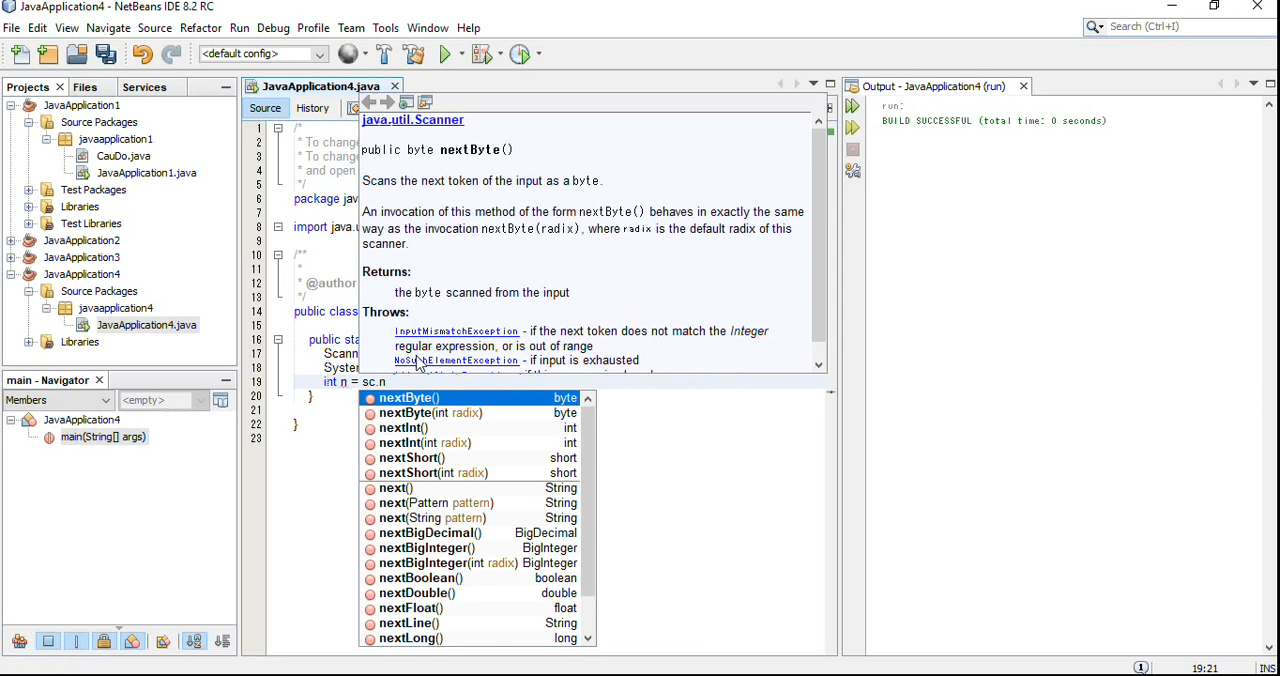 JavaApplication4 - NetBeans IDE 8.2 RC
File Edit View Navigate Source Refactor Run Debug Profile Team Tools Window Help
Search (Ctrl+I)
<default config>
Projects Files Services
JavaApplication1
Source Packages
javaapplication1
CauDo.java
JavaApplication1.java
Test Packages
Libraries
Test Libraries
JavaApplication2
JavaApplication3
JavaApplication4
Source Packages
javaapplication4
JavaApplication4.java
Libraries
main - Navigator
Members <empty>
JavaApplication4
main(String[] args)
JavaApplication4.java
Source History
1 /*
2 * To change
3 * To change
4 * and open
5 */
6 package jav
7
8 import java.u
9
10 /**
11 *
12 * @author
13 */
14 public class
15
16 public sta
17 Scann
18 System
19 int n = sc.n
20 }
21
22 }
23
java.util.Scanner
public byte nextByte()
Scans the next token of the input as a byte.
An invocation of this method of the form nextByte() behaves in exactly the same
way as the invocation nextByte(radix), where radix is the default radix of this
scanner.
Returns:
the byte scanned from the input
Throws:
InputMismatchException - if the next token does not match the Integer
regular expression, or is out of range
NoSuchElementException - if input is exhausted
nextByte() byte
nextByte(int radix) byte
nextInt() int
nextInt(int radix) int
nextShort() short
nextShort(int radix) short
next() String
next(Pattern pattern) String
next(String pattern) String
nextBigDecimal() BigDecimal
nextBigInteger() BigInteger
nextBigInteger(int radix) BigInteger
nextBoolean() boolean
nextDouble() double
nextFloat() float
nextLine() String
nextLong() long
Output - JavaApplication4 (run)
run:
BUILD SUCCESSFUL (total time: 0 seconds)
1 19:21 INS